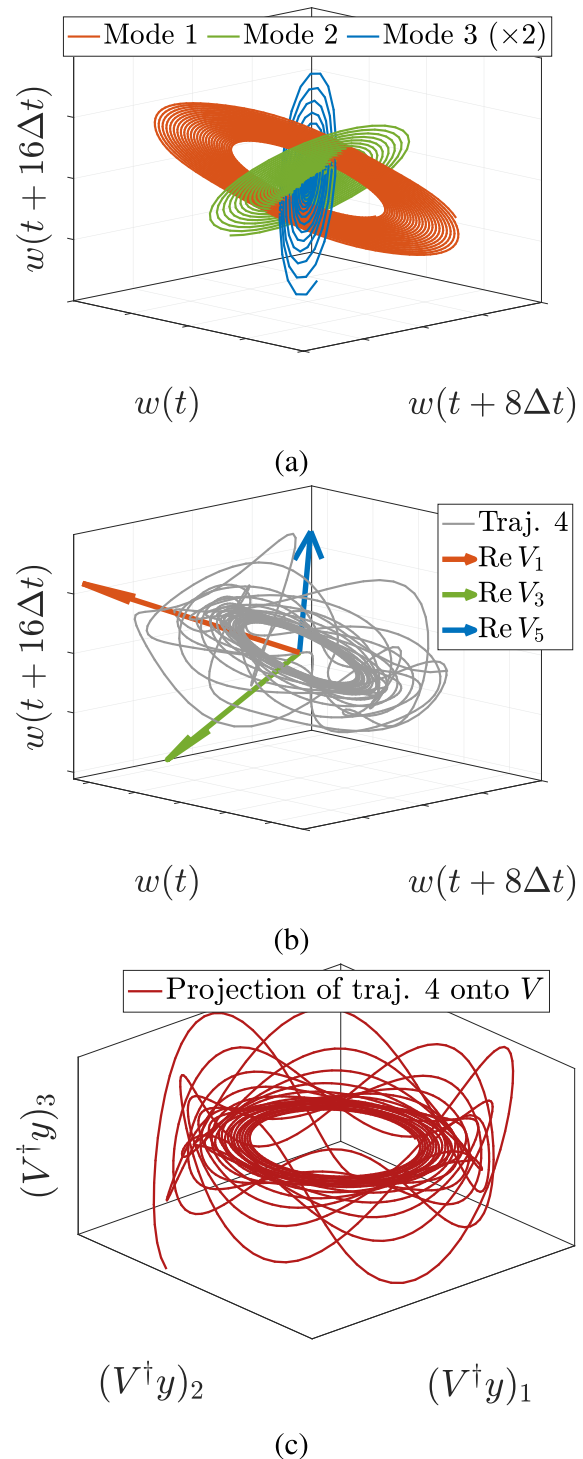 Mode 1 Mode 2 Mode 3 (×2)
w(t + 16Δt)
w(t)
w(t + 8Δt)
(a)
Traj. 4
Re V₁
Re V₃
Re V₅
w(t + 16Δt)
w(t)
w(t + 8Δt)
(b)
Projection of traj. 4 onto V
(V†y)₃
(V†y)₂
(V†y)₁
(c)